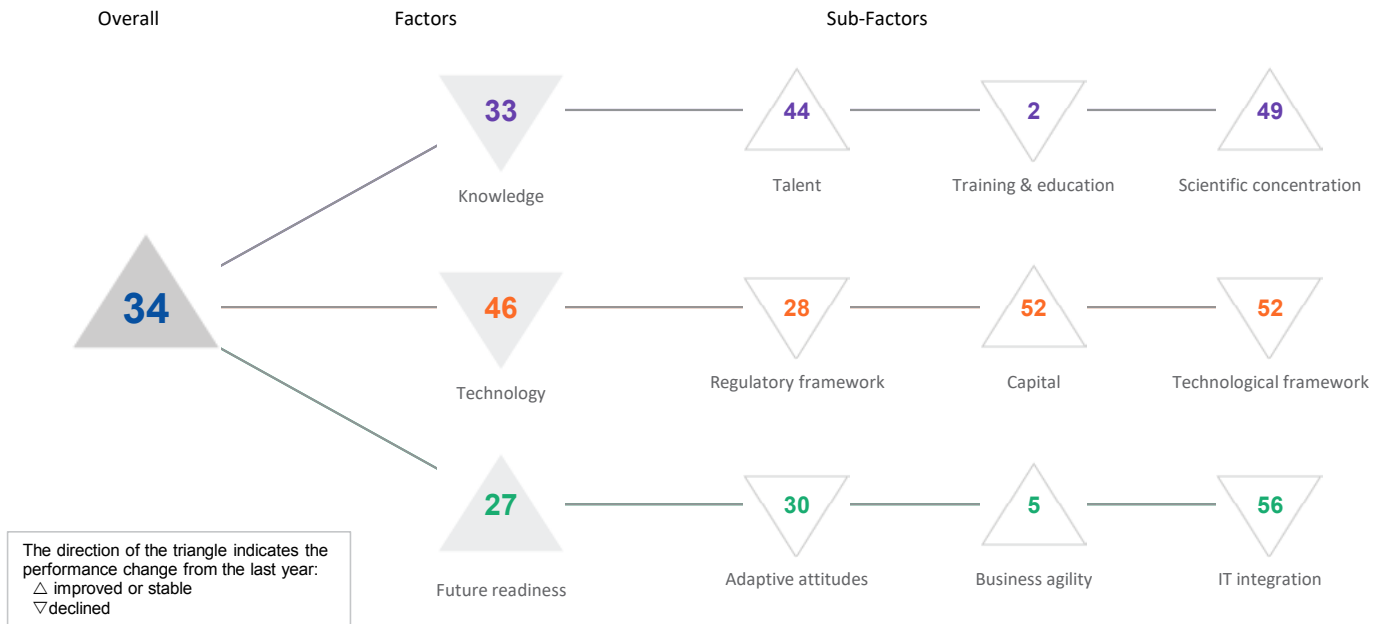 Overall
Factors
Sub-Factors
33
44
2
49
Knowledge
Talent
Training & education
Scientific concentration
34
46
28
52
52
Technology
Regulatory framework
Capital
Technological framework
27
30
5
56
Future readiness
Adaptive attitudes
Business agility
IT integration
The direction of the triangle indicates the
performance change from the last year:
△ improved or stable
▽declined